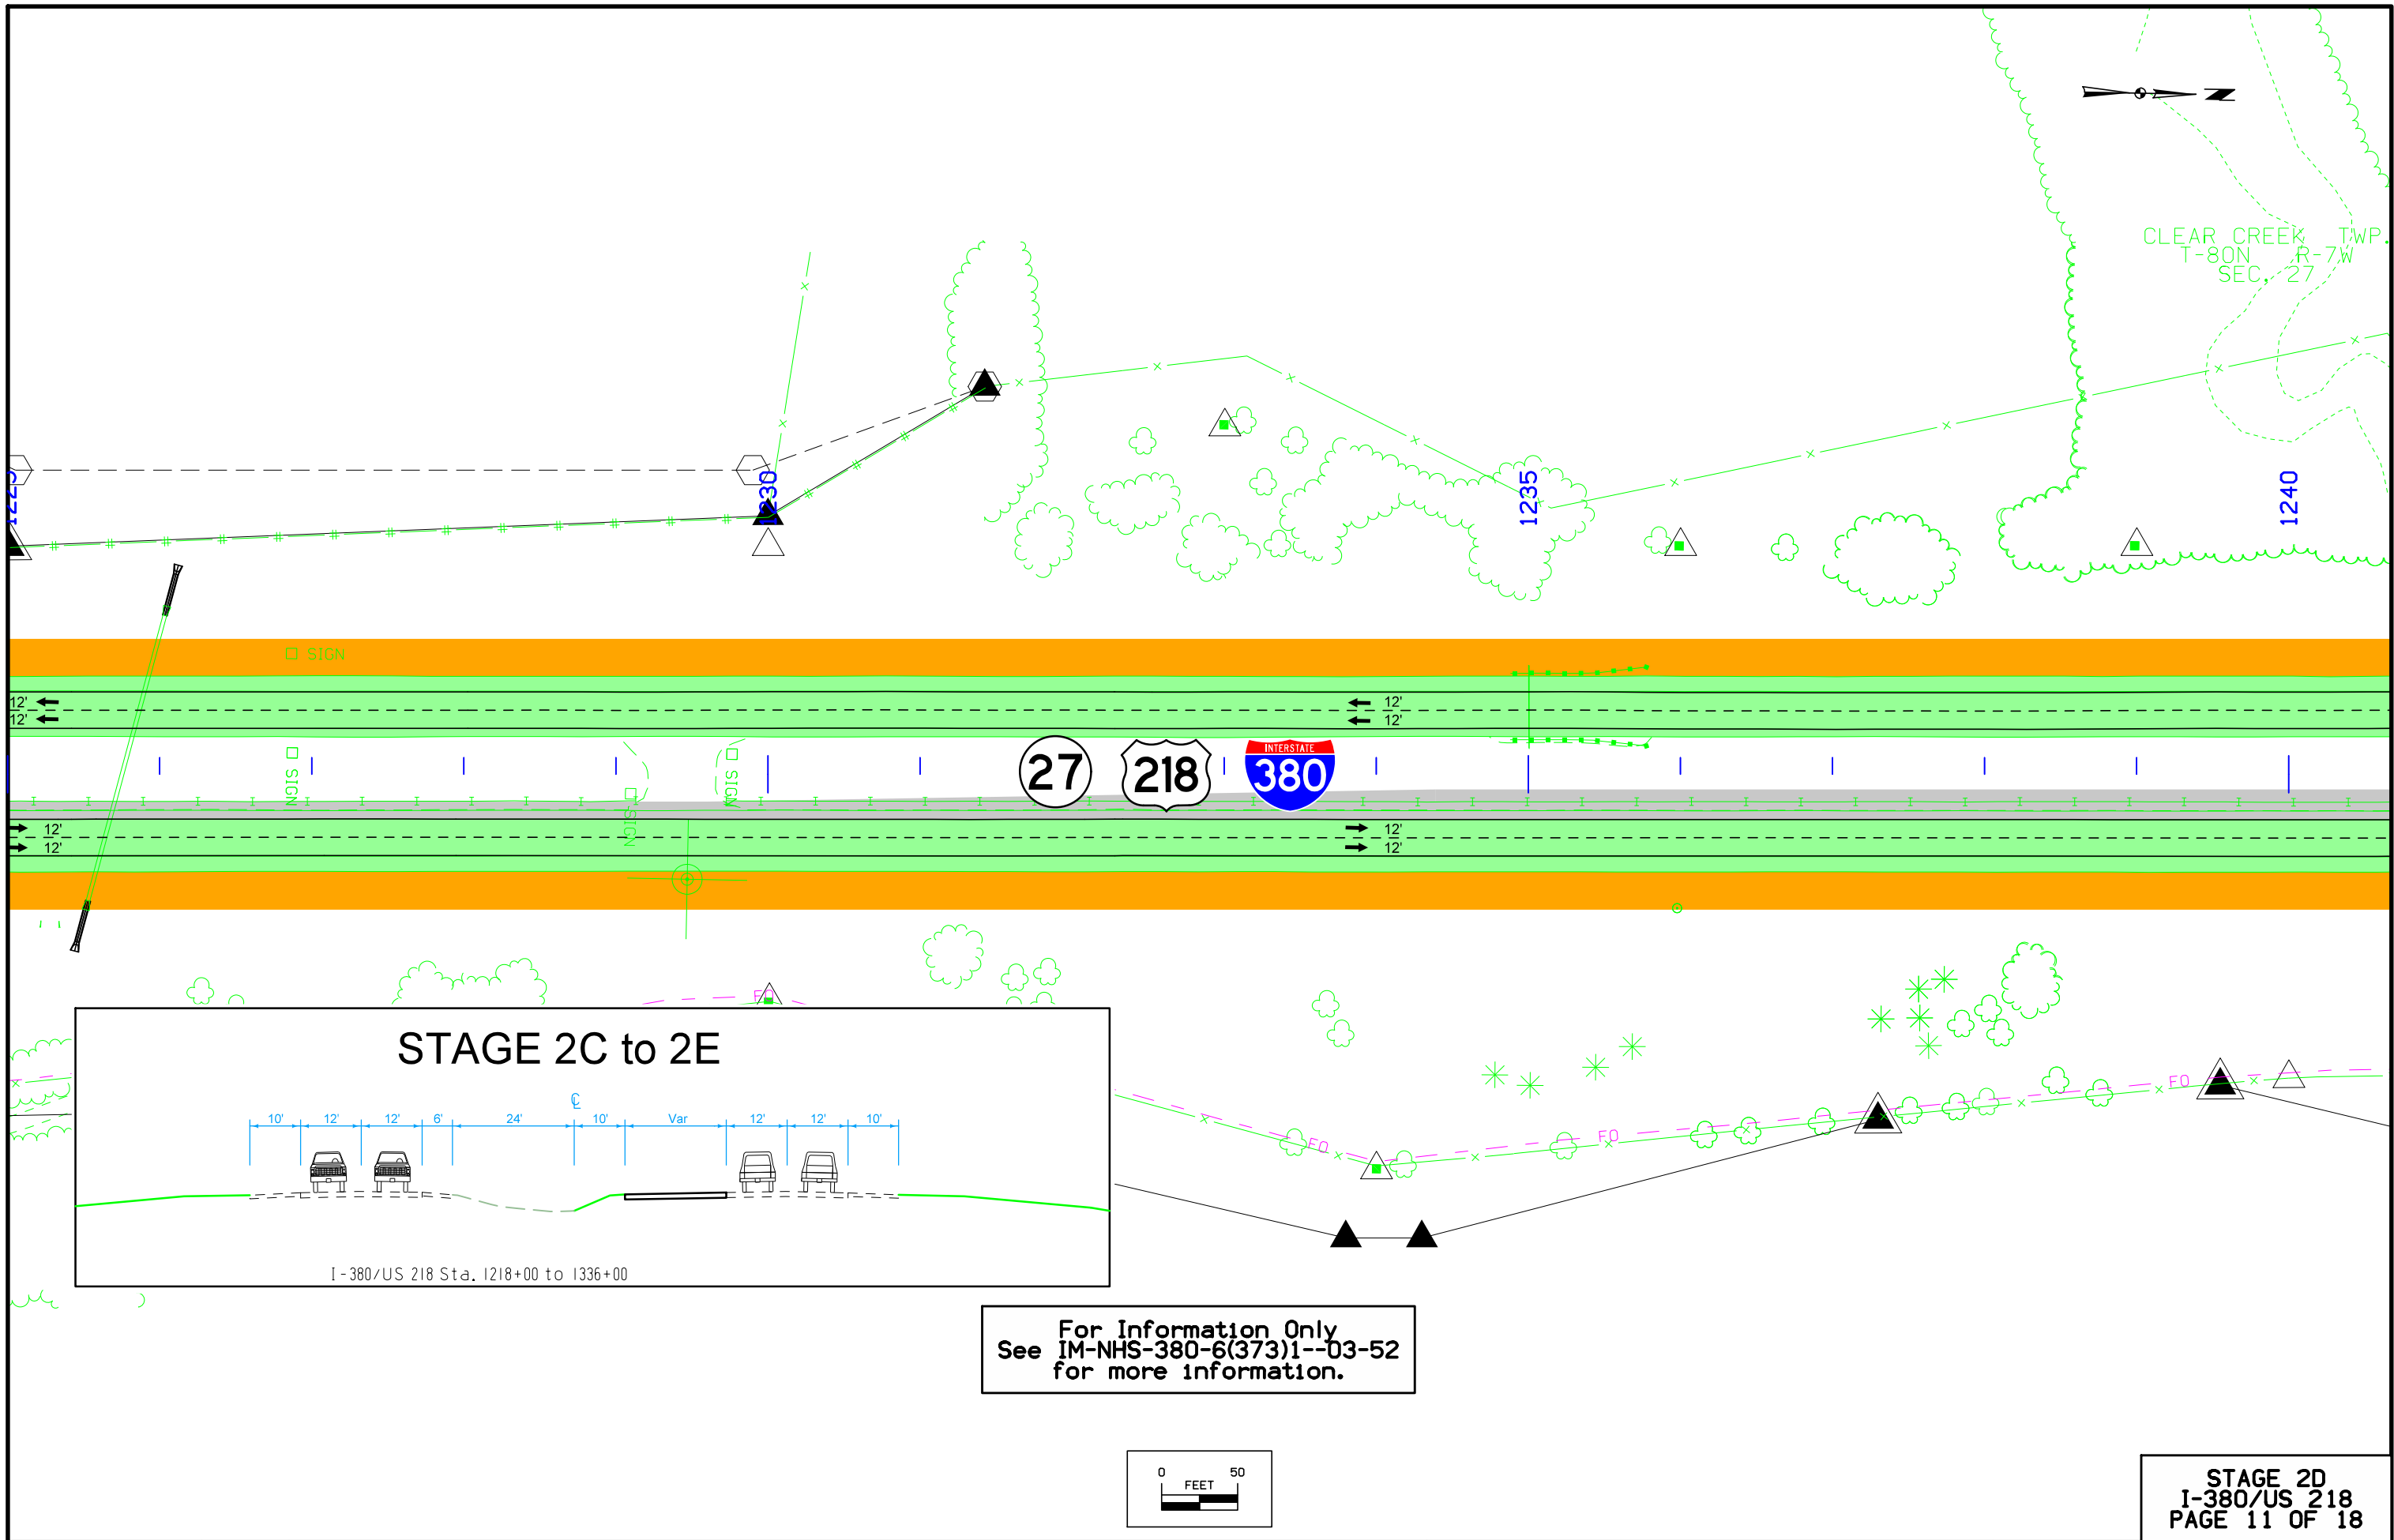 CLEAR CREEK TWP.
T-80N R-7W
SEC. 27
1230
1235
1240
SIGN
12'
12'
12'
12'
SIGN
SIGN
SIGN
27
218
INTERSTATE
380
12'
12'
12'
12'
FO
STAGE 2C to 2E
10' 12' 12' 6' 24' 10' Var 12' 12' 10'
I-380/US 218 Sta. 1218+00 to 1336+00
FO
FO
FO
For Information Only
See IM-NHS-380-6(373)1--03-52
for more information.
0 50
FEET
STAGE 2D
I-380/US 218
PAGE 11 OF 18